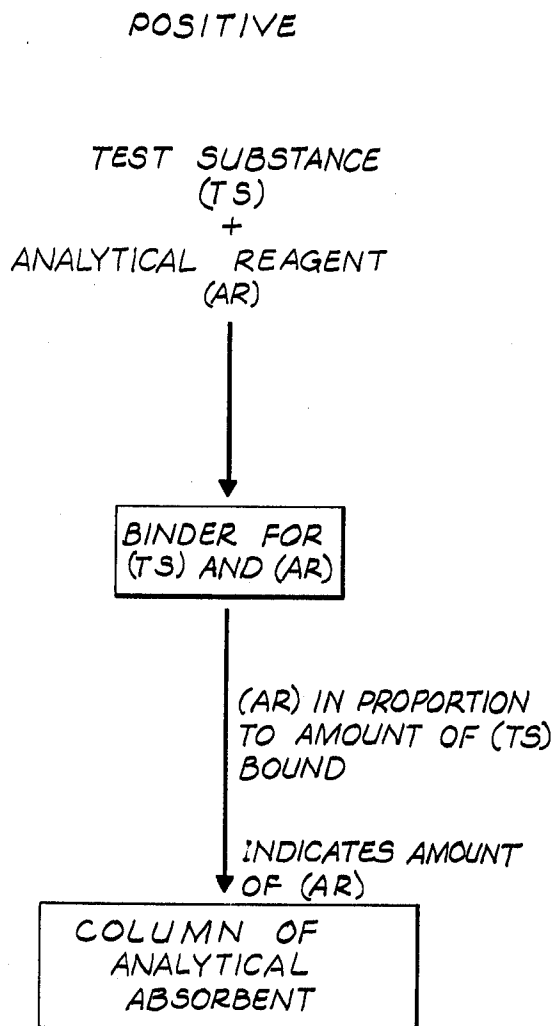 POSITIVE
TEST SUBSTANCE
(TS)
+
ANALYTICAL REAGENT
(AR)
BINDER FOR
(TS) AND (AR)
(AR) IN PROPORTION
TO AMOUNT OF (TS)
BOUND
INDICATES AMOUNT
OF (AR)
COLUMN OF
ANALYTICAL
ABSORBENT